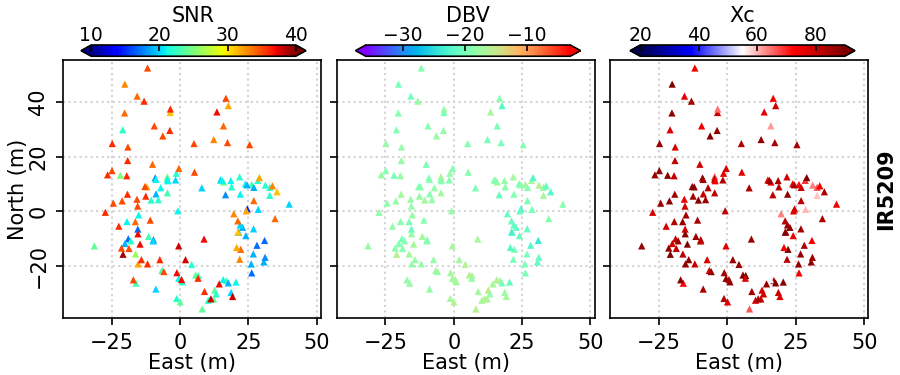 SNR DBV Xc
10 20 30 40 −30 −20 −10 20 40 60 80
40
20
0
−20
North (m)
IR5209
−25 0 25 50 −25 0 25 50 −25 0 25 50
East (m) East (m) East (m)